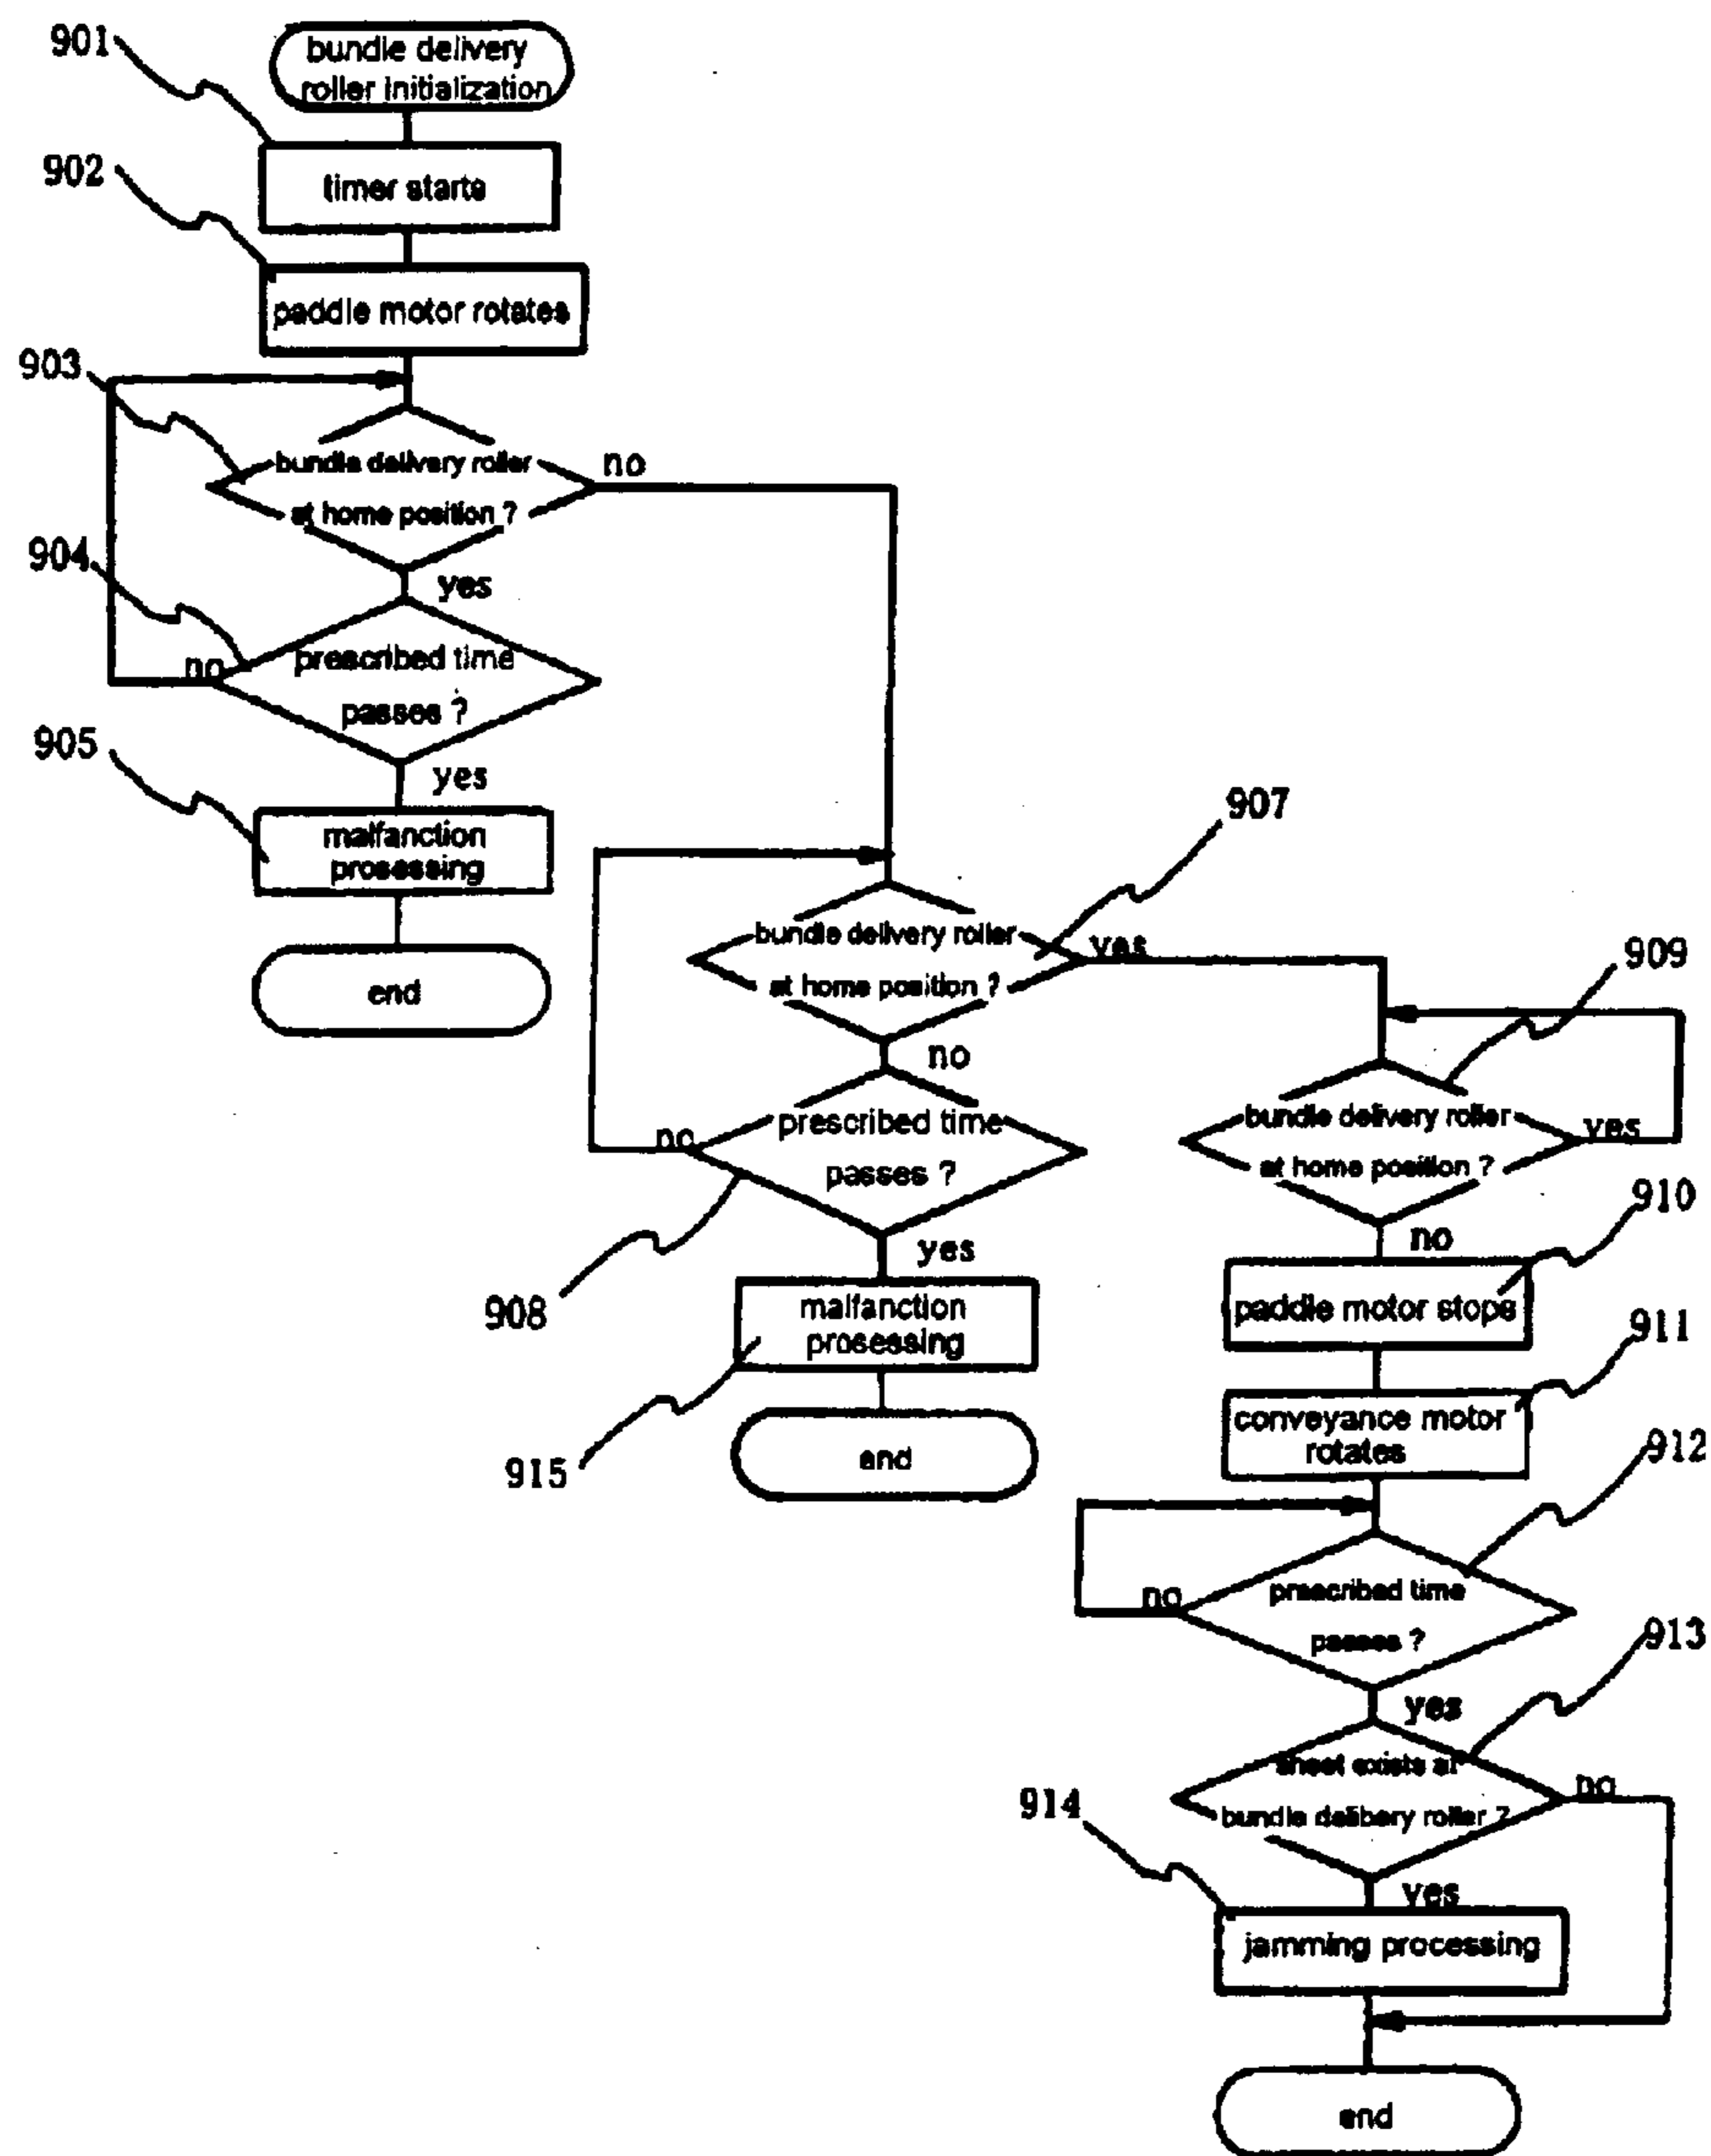 901
bundle delivery
roller initialization
902
timer starts
paddle motor rotates
903
bundle delivery roller
no
at home position ?
904
yes
no
prescribed time
passes ?
905
yes
malfanction
prosessing
end
907
bundle delivery roller
yes
at home position ?
909
no
bundle delivery roller
yes
at home position ?
no
prescribed time
passes ?
910
no
908
yes
malfanction
prosessing
paddle motor stops
911
915
end
conveyance motor
rotates
912
no
prescribed time
passes ?
913
yes
sheet exists at
no
914
bundle delibery roller ?
yes
jamming processing
end